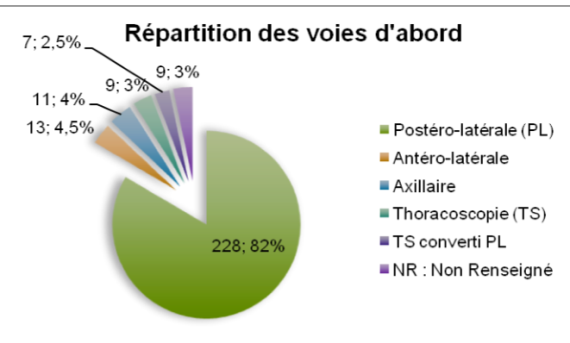 Répartition des voies d'abord
7; 2,5%
9; 3%
9; 3%
11; 4%
13; 4,5%
228; 82%
Postéro-latérale (PL)
Antéro-latérale
Axillaire
Thoracoscopie (TS)
TS converti PL
NR : Non Renseigné